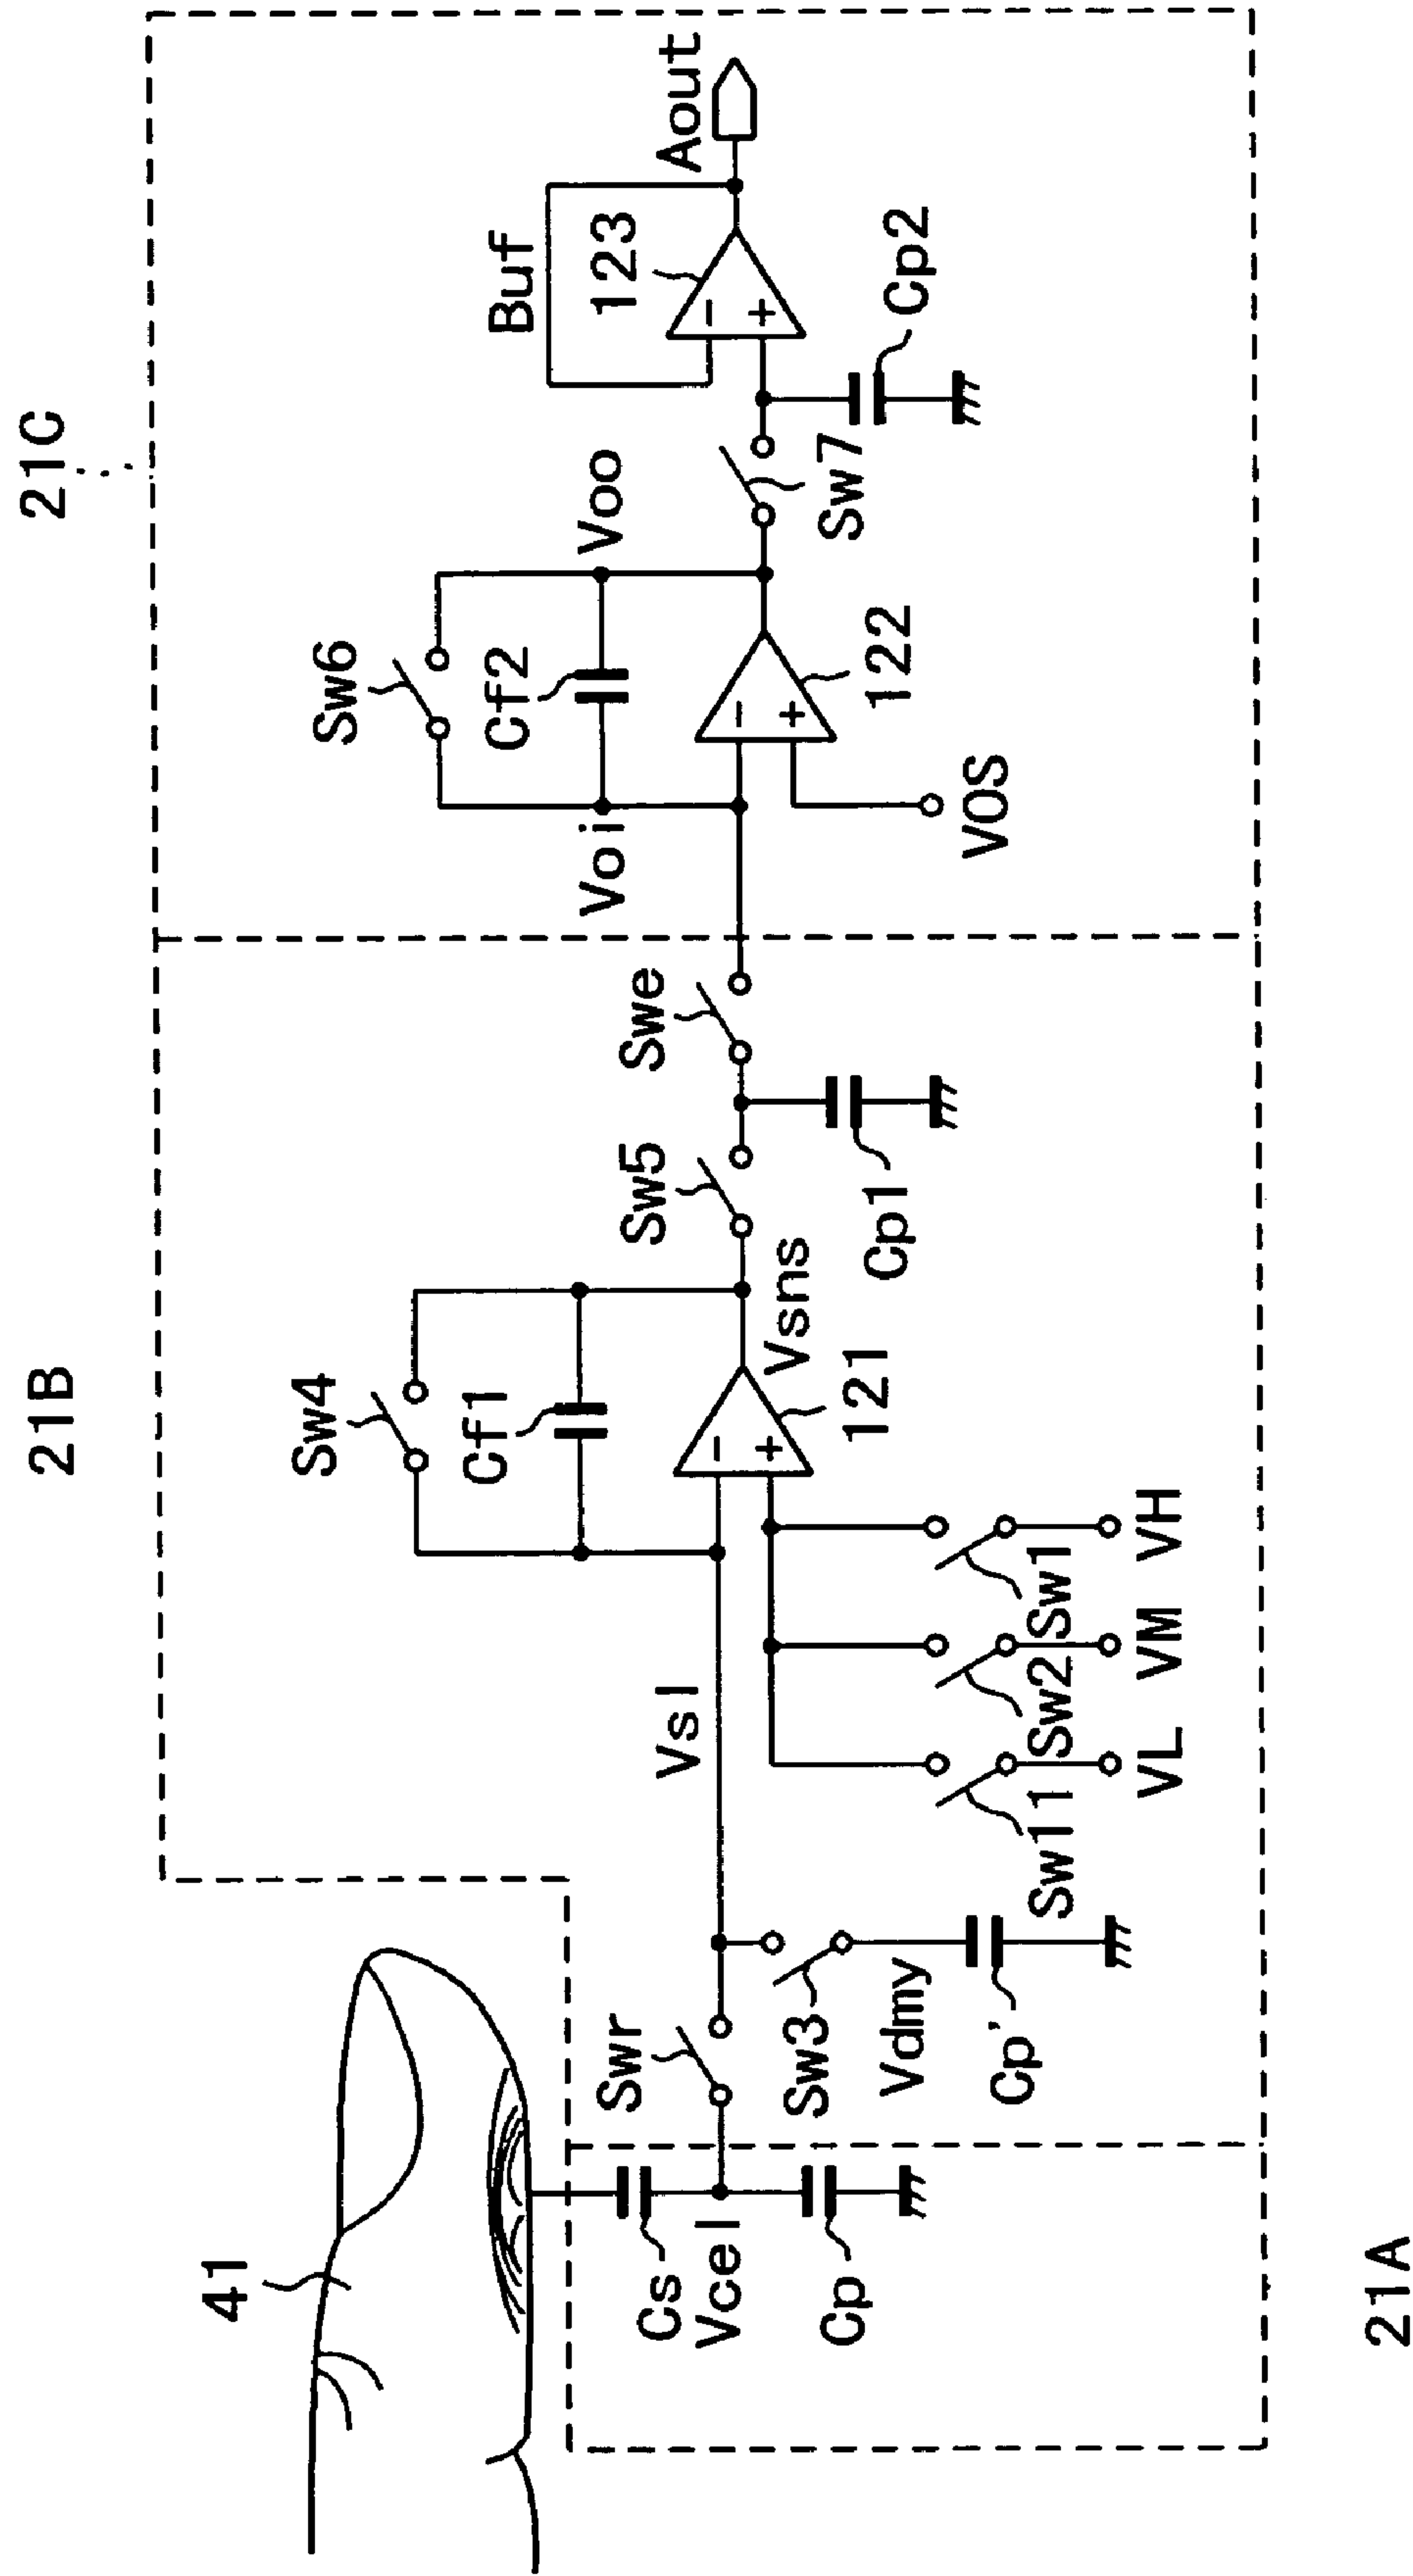 21A
21B
21C
41
Cs
Vcel
Cp
Swr
Sw3
Vdmy
Cp'
Vsl
Sw11
VL
Sw2
VM
Sw1
VH
Sw4
Cf1
-
+
121
Vsns
Sw5
Cp1
Swe
Voi
VOS
Sw6
Cf2
-
+
122
Voo
Sw7
Cp2
Buf
-
+
123
Aout